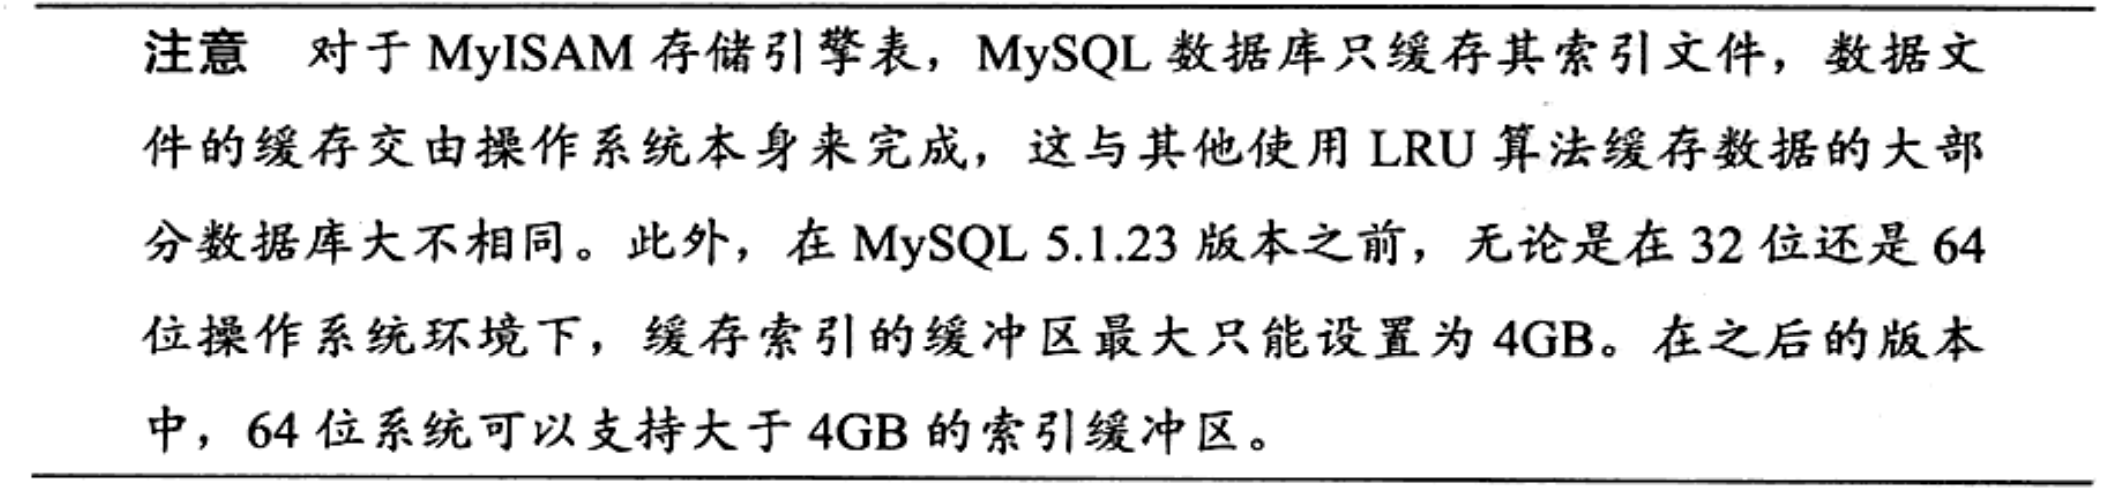 注意 对于 MyISAM 存储引擎表，MySQL 数据库只缓存其索引文件，数据文
件的缓存交由操作系统本身来完成，这与其他使用 LRU 算法缓存数据的大部
分数据库大不相同。此外，在 MySQL 5.1.23 版本之前，无论是在 32 位还是 64
位操作系统环境下，缓存索引的缓冲区最大只能设置为 4GB。在之后的版本
中，64 位系统可以支持大于 4GB 的索引缓冲区。